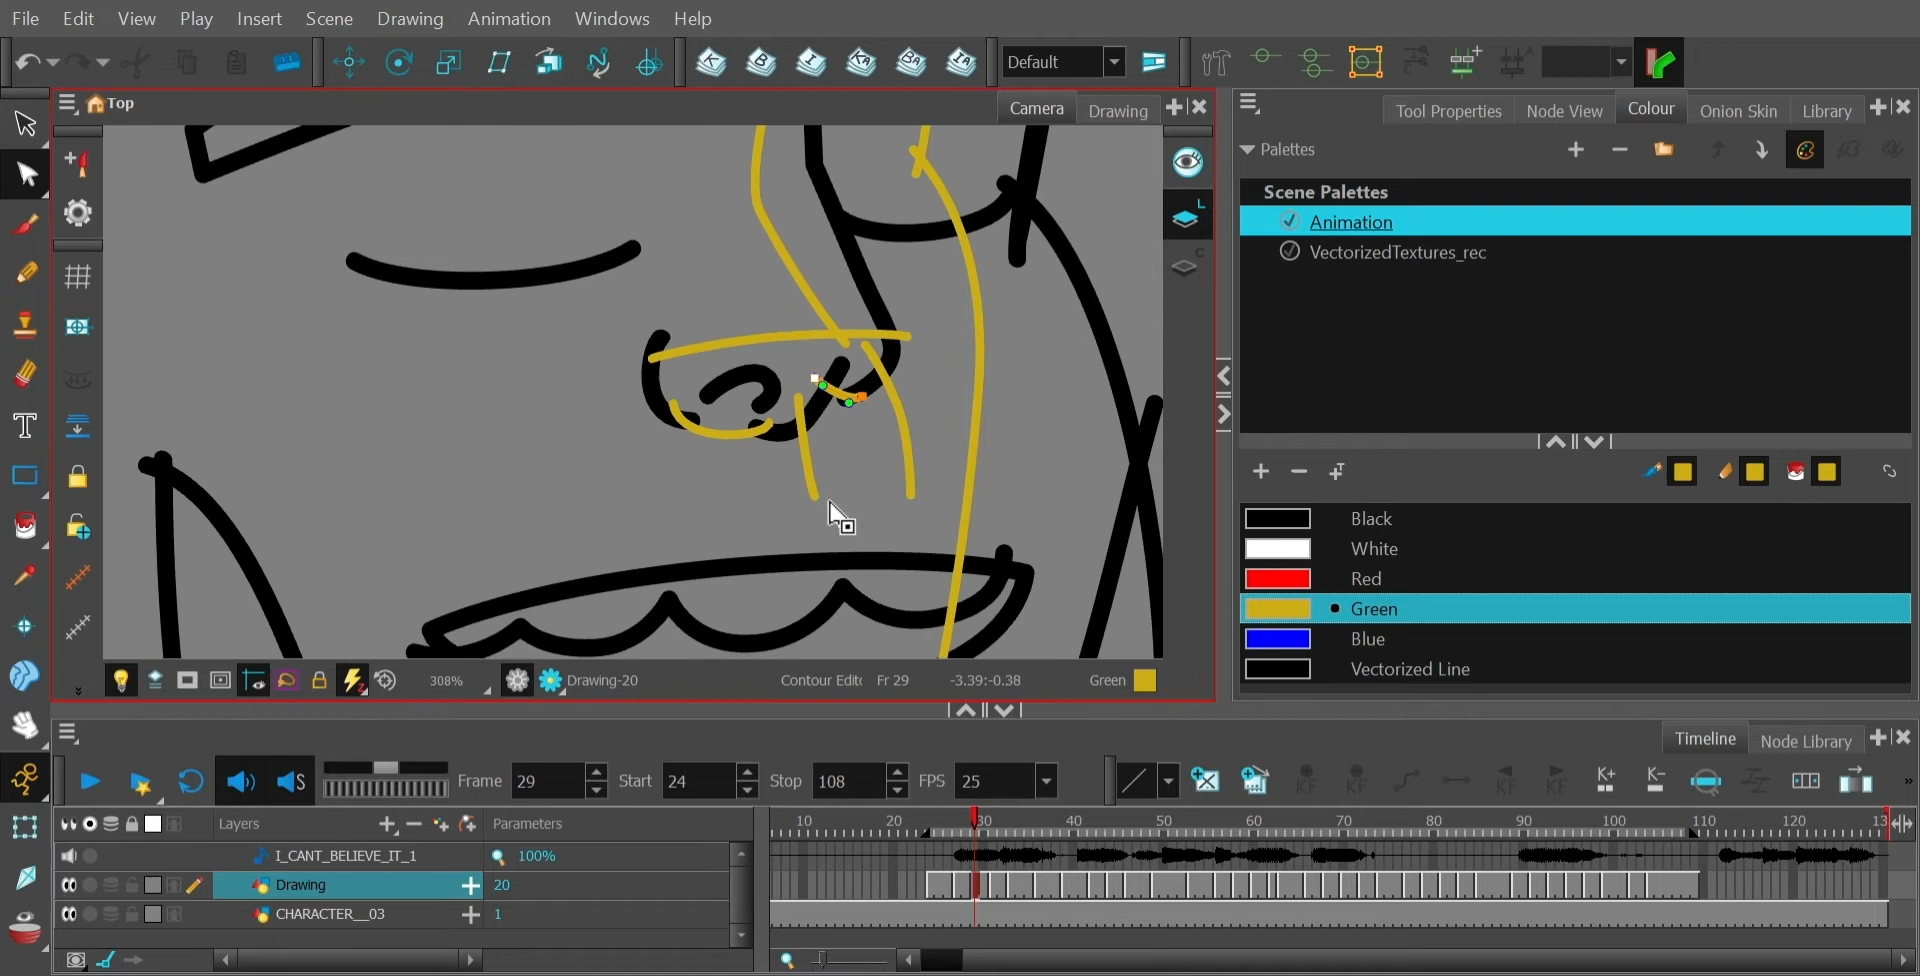 File Edit View Play Insert Scene Drawing Animation Windows Help
Default
Top Camera Drawing
Tool Properties Node View Colour Onion Skin Library
Palettes
Scene Palettes
Animation
VectorizedTextures_rec
L
C
T
Black
White
Red
Green
Blue
Vectorized Line
308% Drawing-20 Contour Edit Fr 29 -3.39:-0.38 Green
Timeline Node Library
S Frame 29 Start 24 Stop 108 FPS 25
Layers Parameters 10 20 30 40 50 60 70 80 90 100 110 120 13
I_CANT_BELIEVE_IT_1 100%
Drawing 20
CHARACTER__03 1